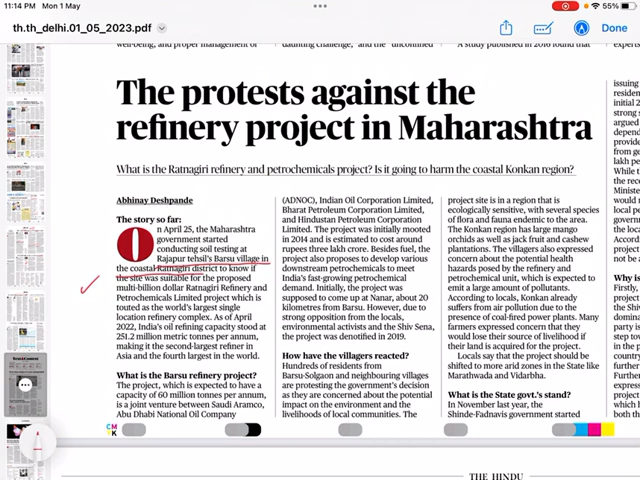 11:14 PM Mon 1 May
55%
th.th_delhi.01_05_2023.pdf
Done
The protests against the
refinery project in Maharashtra
What is the Ratnagiri refinery and petrochemicals project? Is it going to harm the coastal Konkan region?
Abhinay Deshpande
The story so far:
On April 25, the Maharashtra
government started
conducting soil testing at
Rajapur tehsil's Barsu village in
the coastal Ratnagiri district to know if
the site was suitable for the proposed
multi-billion dollar Ratnagiri Refinery and
Petrochemicals Limited project which is
touted as the world's largest single
location refinery complex. As of April
2022, India's oil refining capacity stood at
251.2 million metric tonnes per annum,
making it the second-largest refiner in
Asia and the fourth largest in the world.
What is the Barsu refinery project?
The project, which is expected to have a
capacity of 60 million tonnes per annum,
is a joint venture between Saudi Aramco,
Abu Dhabi National Oil Company
(ADNOC), Indian Oil Corporation Limited,
Bharat Petroleum Corporation Limited,
and Hindustan Petroleum Corporation
Limited. The project was initially mooted
in 2014 and is estimated to cost around
rupees three lakh crore. Besides fuel, the
project also proposes to develop various
downstream petrochemicals to meet
India's fast-growing petrochemical
demand. Initially, the project was
supposed to come up at Nanar, about 20
kilometres from Barsu. However, due to
strong opposition from the locals,
environmental activists and the Shiv Sena,
the project was denotified in 2019.
How have the villagers reacted?
Hundreds of residents from
Barsu-Solgaon and neighbouring villages
are protesting the government's decision
as they are concerned about the potential
impact on the environment and the
livelihoods of local communities. The
project site is in a region that is
ecologically sensitive, with several species
of flora and fauna endemic to the area.
The Konkan region has large mango
orchids as well as jack fruit and cashew
plantations. The villagers also expressed
concern about the potential health
hazards posed by the refinery and
petrochemical unit, which is expected to
emit a large amount of pollutants.
According to locals, Konkan already
suffers from air pollution due to the
presence of coal-fired power plants. Many
farmers expressed concern that they
would lose their source of livelihood if
their land is acquired for the project.
Locals say that the project should be
shifted to more arid zones in the State like
Marathwada and Vidarbha.
What is the State govt.'s stand?
In November last year, the
Shinde-Fadnavis government started
CM
YK
THE HINDU